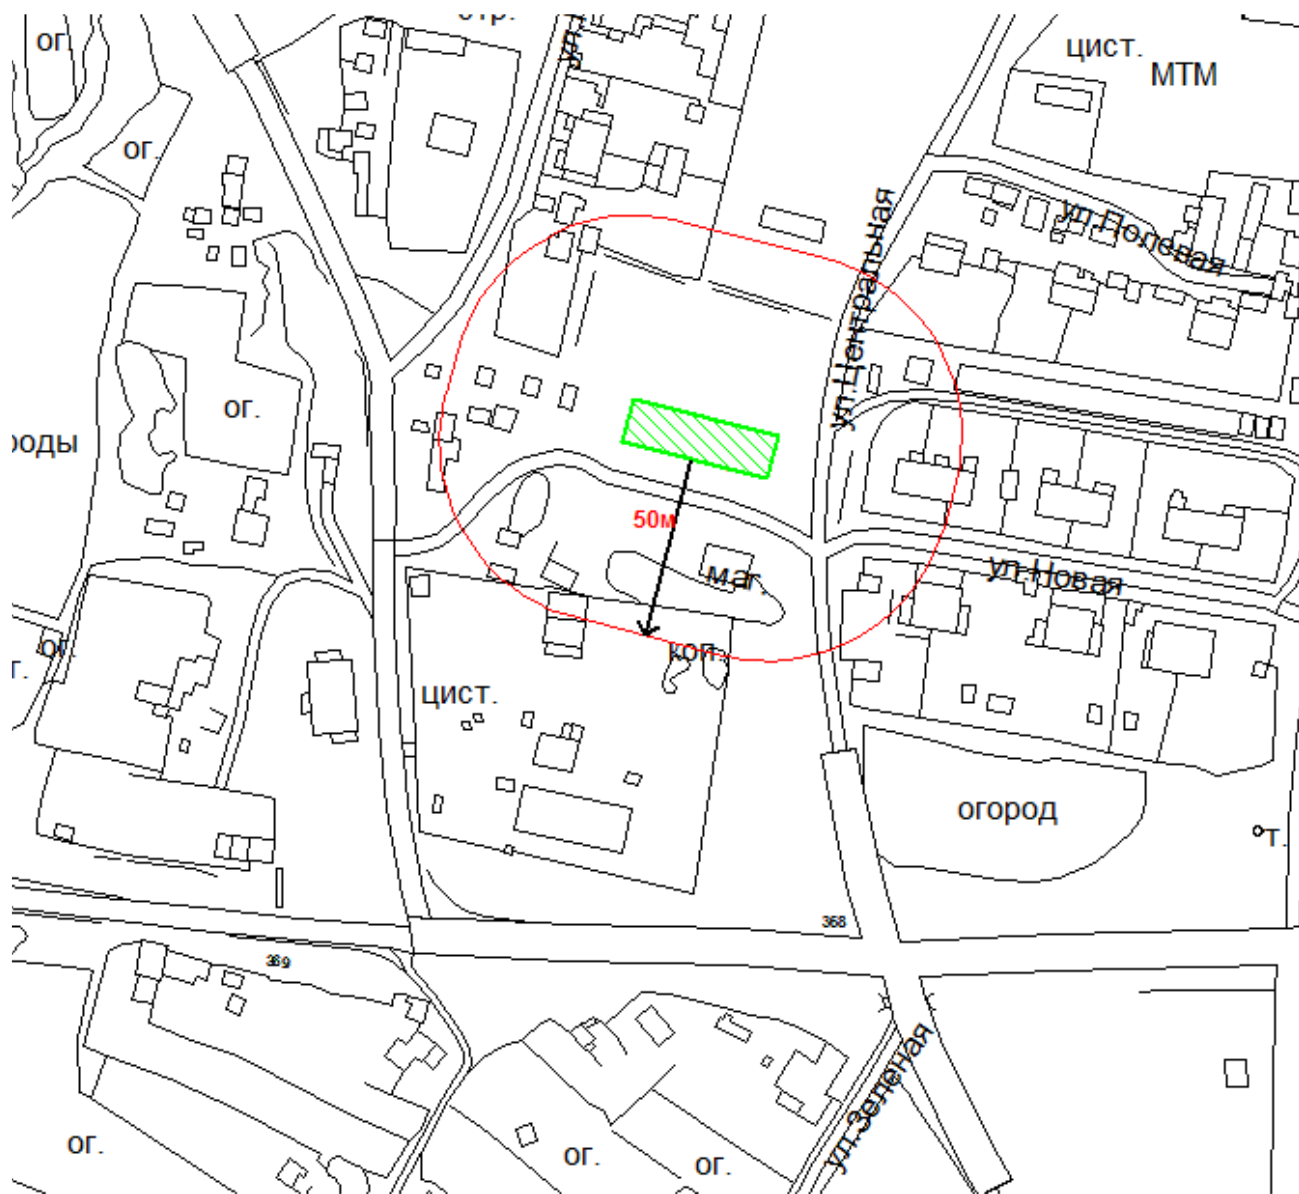 ог.
цист.
МТМ
ог.
ул.Полевая
ул.Центральная
ог.
50м
маг.
ул.Новая
ог.
коп.
цист.
огород
т.
368
369
ул.Зеленая
ог.
ог.
ог.